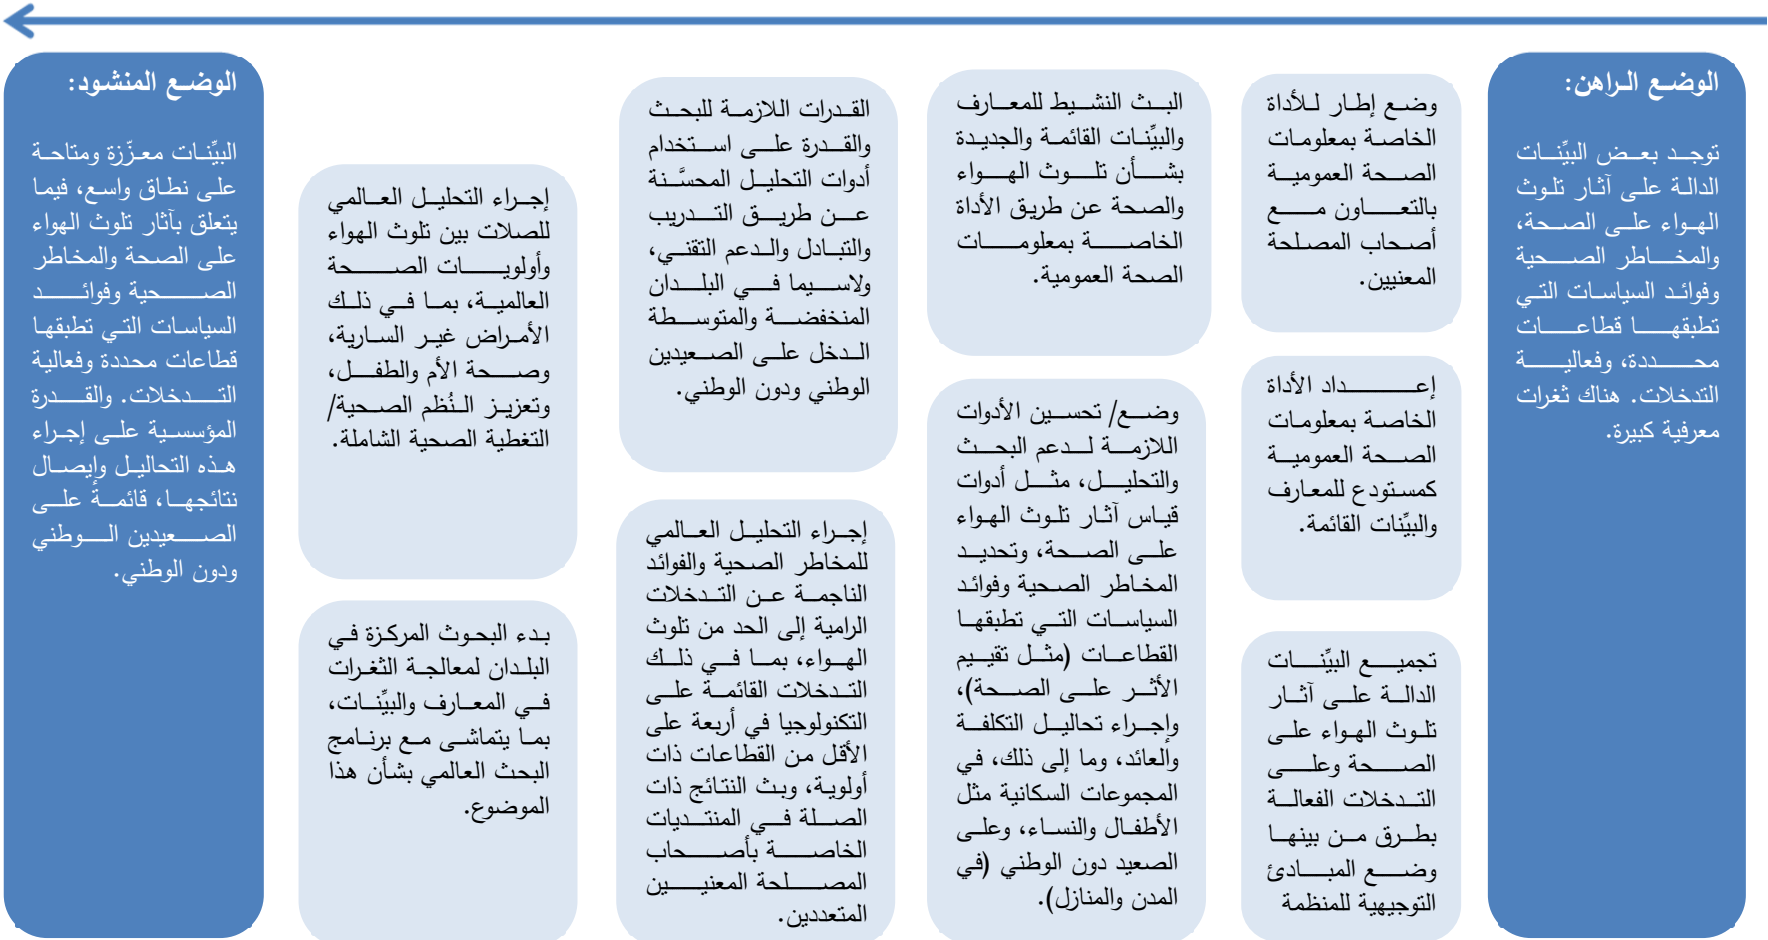 الوضع الراهن:
توجد بعض البيِّنات
الدالة على آثار تلوث
الهواء على الصحة،
والمخاطر الصحية
وفوائد السياسات التي
تطبقها قطاعات
محددة، وفعالية
التدخلات. هناك ثغرات
معرفية كبيرة.
وضع إطار للأداة
الخاصة بمعلومات
الصحة العمومية
بالتعاون مع
أصحاب المصلحة
المعنيين.
إعداد الأداة
الخاصة بمعلومات
الصحة العمومية
كمستودع للمعارف
والبيِّنات القائمة.
تجميع البيِّنات
الدالة على آثار
تلوث الهواء على
الصحة وعلى
التدخلات الفعالة
بطرق من بينها
وضع المبادئ
التوجيهية للمنظمة
البث النشيط للمعارف
والبيِّنات القائمة والجديدة
بشأن تلوث الهواء
والصحة عن طريق الأداة
الخاصة بمعلومات
الصحة العمومية.
وضع/ تحسين الأدوات
اللازمة لدعم البحث
والتحليل، مثل أدوات
قياس آثار تلوث الهواء
على الصحة، وتحديد
المخاطر الصحية وفوائد
السياسات التي تطبقها
القطاعات (مثل تقييم
الأثر على الصحة)،
وإجراء تحاليل التكلفة
والعائد، وما إلى ذلك، في
المجموعات السكانية مثل
الأطفال والنساء، وعلى
الصعيد دون الوطني (في
المدن والمنازل).
القدرات اللازمة للبحث
والقدرة على استخدام
أدوات التحليل المحسَّنة
عن طريق التدريب
والتبادل والدعم التقني،
ولاسيما في البلدان
المنخفضة والمتوسطة
الدخل على الصعيدين
الوطني ودون الوطني.
إجراء التحليل العالمي
للمخاطر الصحية والفوائد
الناجمة عن التدخلات
الرامية إلى الحد من تلوث
الهواء، بما في ذلك
التدخلات القائمة على
التكنولوجيا في أربعة على
الأقل من القطاعات ذات
أولوية، وبث النتائج ذات
الصلة في المنتديات
الخاصة بأصحاب
المصلحة المعنيين
المتعددين.
إجراء التحليل العالمي
للصلات بين تلوث الهواء
وأولويات الصحة
العالمية، بما في ذلك
الأمراض غير السارية،
وصحة الأم والطفل،
وتعزيز النُظم الصحية/
التغطية الصحية الشاملة.
بدء البحوث المركزة في
البلدان لمعالجة الثغرات
في المعارف والبيِّنات،
بما يتماشى مع برنامج
البحث العالمي بشأن هذا
الموضوع.
الوضع المنشود:
البيِّنات معزّزة ومتاحة
على نطاق واسع، فيما
يتعلق بآثار تلوث الهواء
على الصحة والمخاطر
الصحية وفوائد
السياسات التي تطبقها
قطاعات محددة وفعالية
التدخلات. والقدرة
المؤسسية على إجراء
هذه التحاليل وإيصال
نتائجها، قائمةٌ على
الصعيدين الوطني
ودون الوطني.